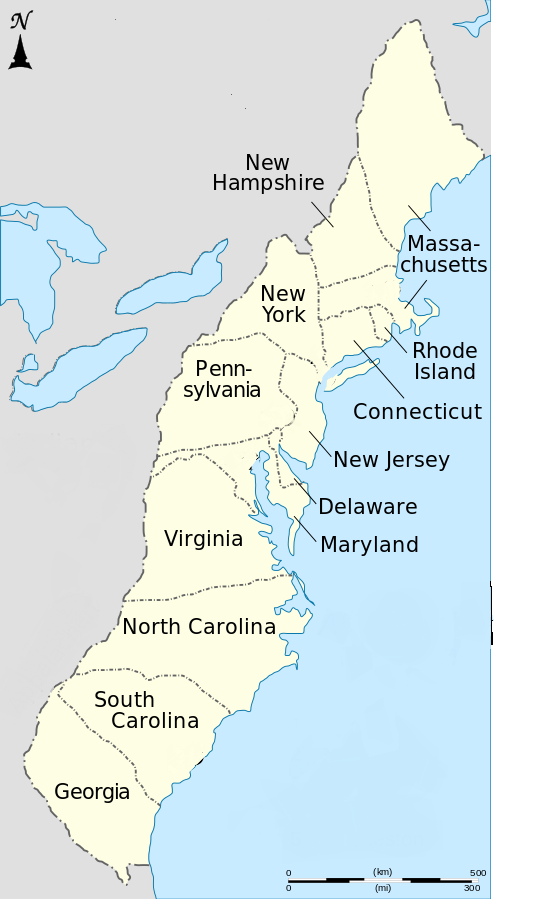 N
New
Hampshire
Massa-
chusetts
New
York
Rhode
Island
Penn-
sylvania
Connecticut
New Jersey
Delaware
Virginia
Maryland
North Carolina
South
Carolina
Georgia
0 (km) 500
0 (mi) 300